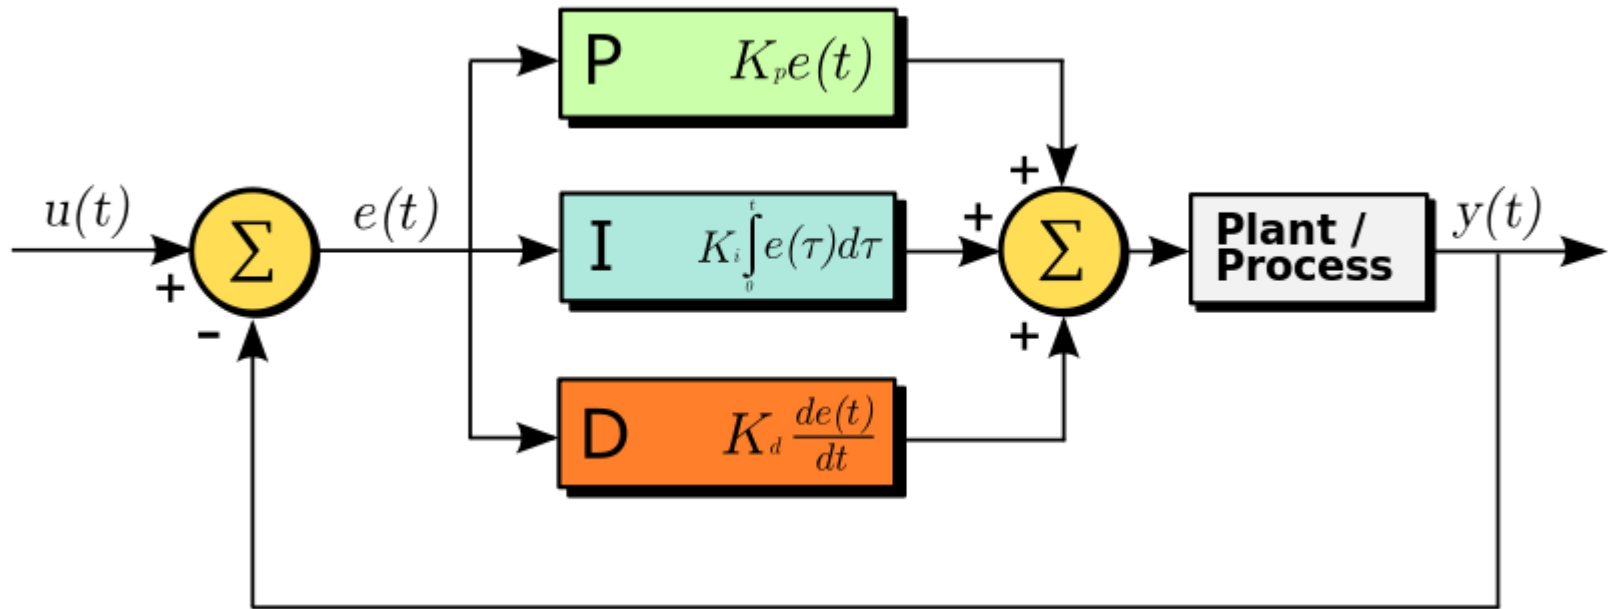 P K_p e(t)
+
u(t)
Σ
e(t)
I K_i ∫_0^t e(τ)dτ
+
Σ
Plant /
Process
y(t)
+
-
+
D K_d de(t)/dt